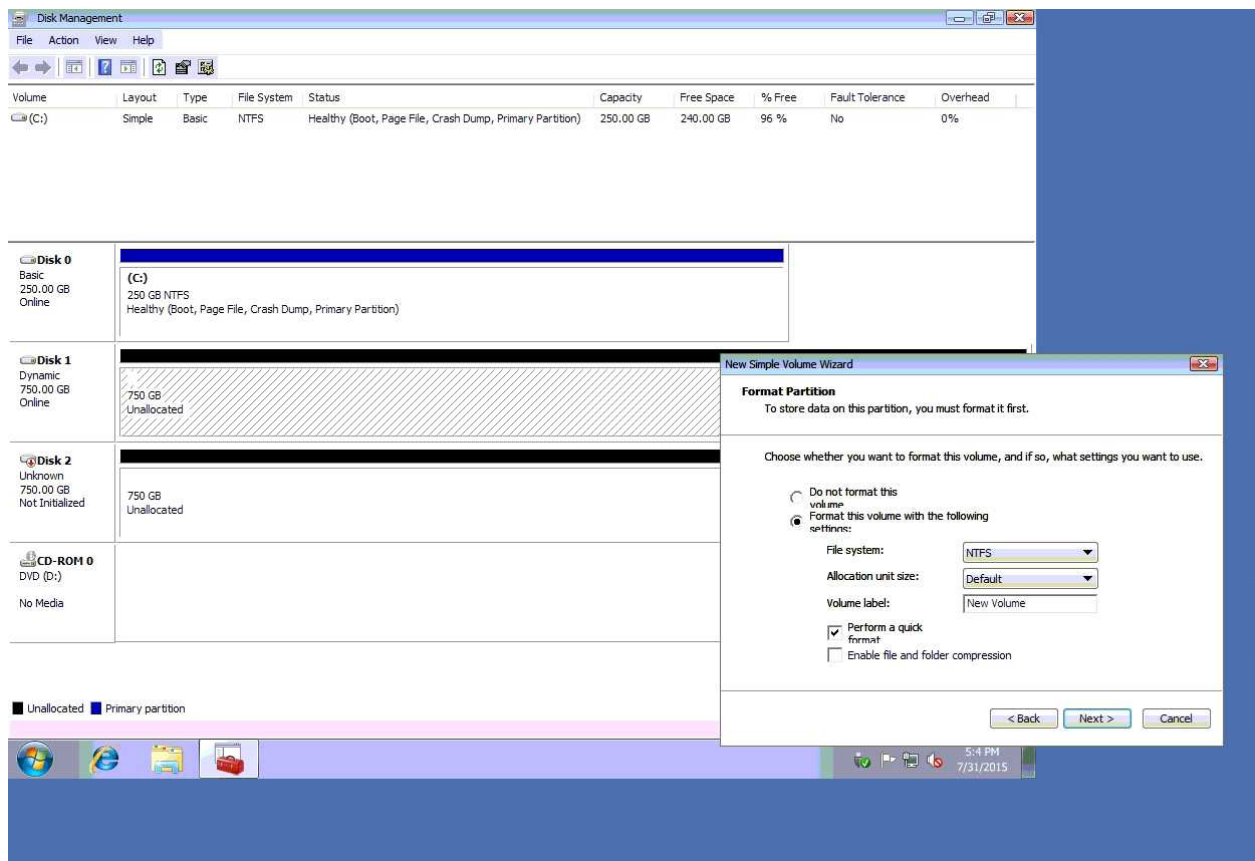 Disk Management
File Action View Help
Volume Layout Type File System Status Capacity Free Space % Free Fault Tolerance Overhead
(C:) Simple Basic NTFS Healthy (Boot, Page File, Crash Dump, Primary Partition) 250.00 GB 240.00 GB 96 % No 0%
Disk 0
Basic
250.00 GB
Online
(C:)
250 GB NTFS
Healthy (Boot, Page File, Crash Dump, Primary Partition)
Disk 1
Dynamic
750.00 GB
Online
750 GB
Unallocated
Disk 2
Unknown
750.00 GB
Not Initialized
750 GB
Unallocated
CD-ROM 0
DVD (D:)
No Media
Unallocated Primary partition
New Simple Volume Wizard
Format Partition
To store data on this partition, you must format it first.
Choose whether you want to format this volume, and if so, what settings you want to use.
Do not format this
volume
Format this volume with the following
settings:
File system: NTFS
Allocation unit size: Default
Volume label: New Volume
Perform a quick
format
Enable file and folder compression
< Back Next > Cancel
5:4 PM
7/31/2015